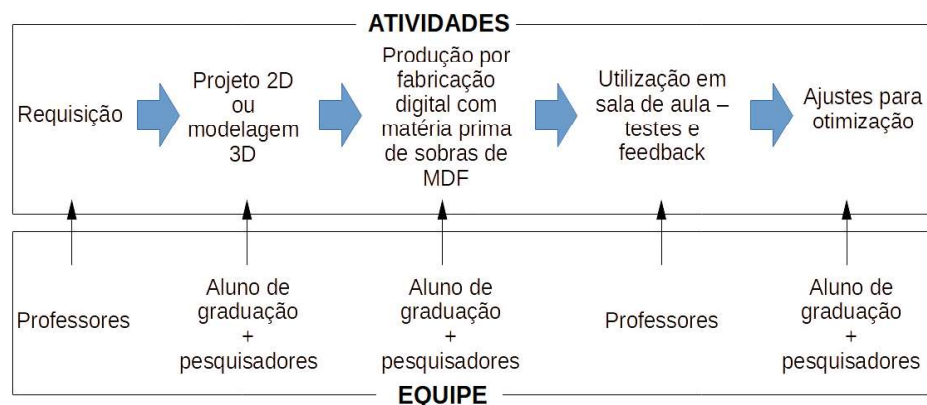 ATIVIDADES
Requisição
Projeto 2D
ou
modelagem
3D
Produção por
fabricação
digital com
matéria prima
de sobras de
MDF
Utilização em
sala de aula –
testes e
feedback
Ajustes para
otimização
Professores
Aluno de
graduação
+
pesquisadores
Aluno de
graduação
+
pesquisadores
Professores
Aluno de
graduação
+
pesquisadores
EQUIPE